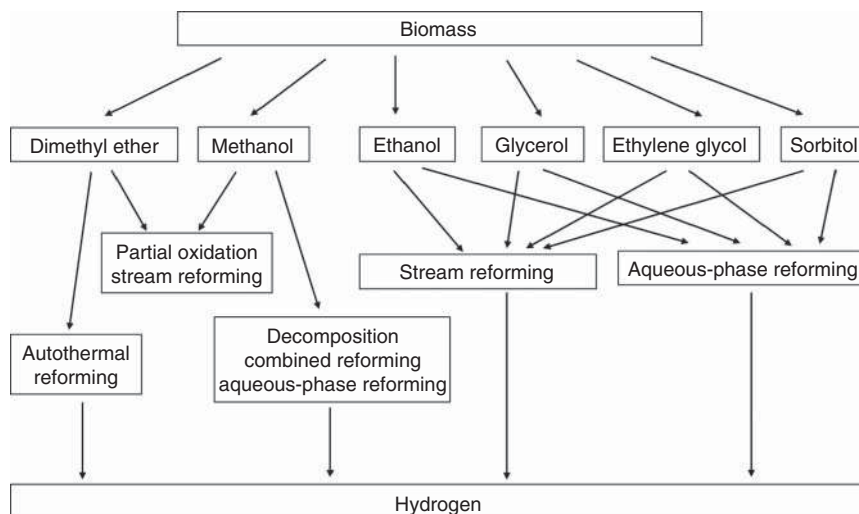 Biomass
Dimethyl ether
Methanol
Ethanol
Glycerol
Ethylene glycol
Sorbitol
Partial oxidation
stream reforming
Stream reforming
Aqueous-phase reforming
Autothermal
reforming
Decomposition
combined reforming
aqueous-phase reforming
Hydrogen